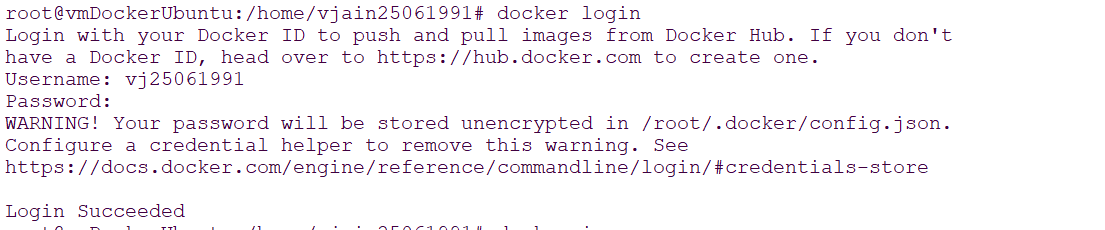 root@vmDockerUbuntu:/home/vjain25061991# docker login
Login with your Docker ID to push and pull images from Docker Hub. If you don't
have a Docker ID, head over to https://hub.docker.com to create one.
Username: vj25061991
Password:
WARNING! Your password will be stored unencrypted in /root/.docker/config.json.
Configure a credential helper to remove this warning. See
https://docs.docker.com/engine/reference/commandline/login/#credentials-store
Login Succeeded